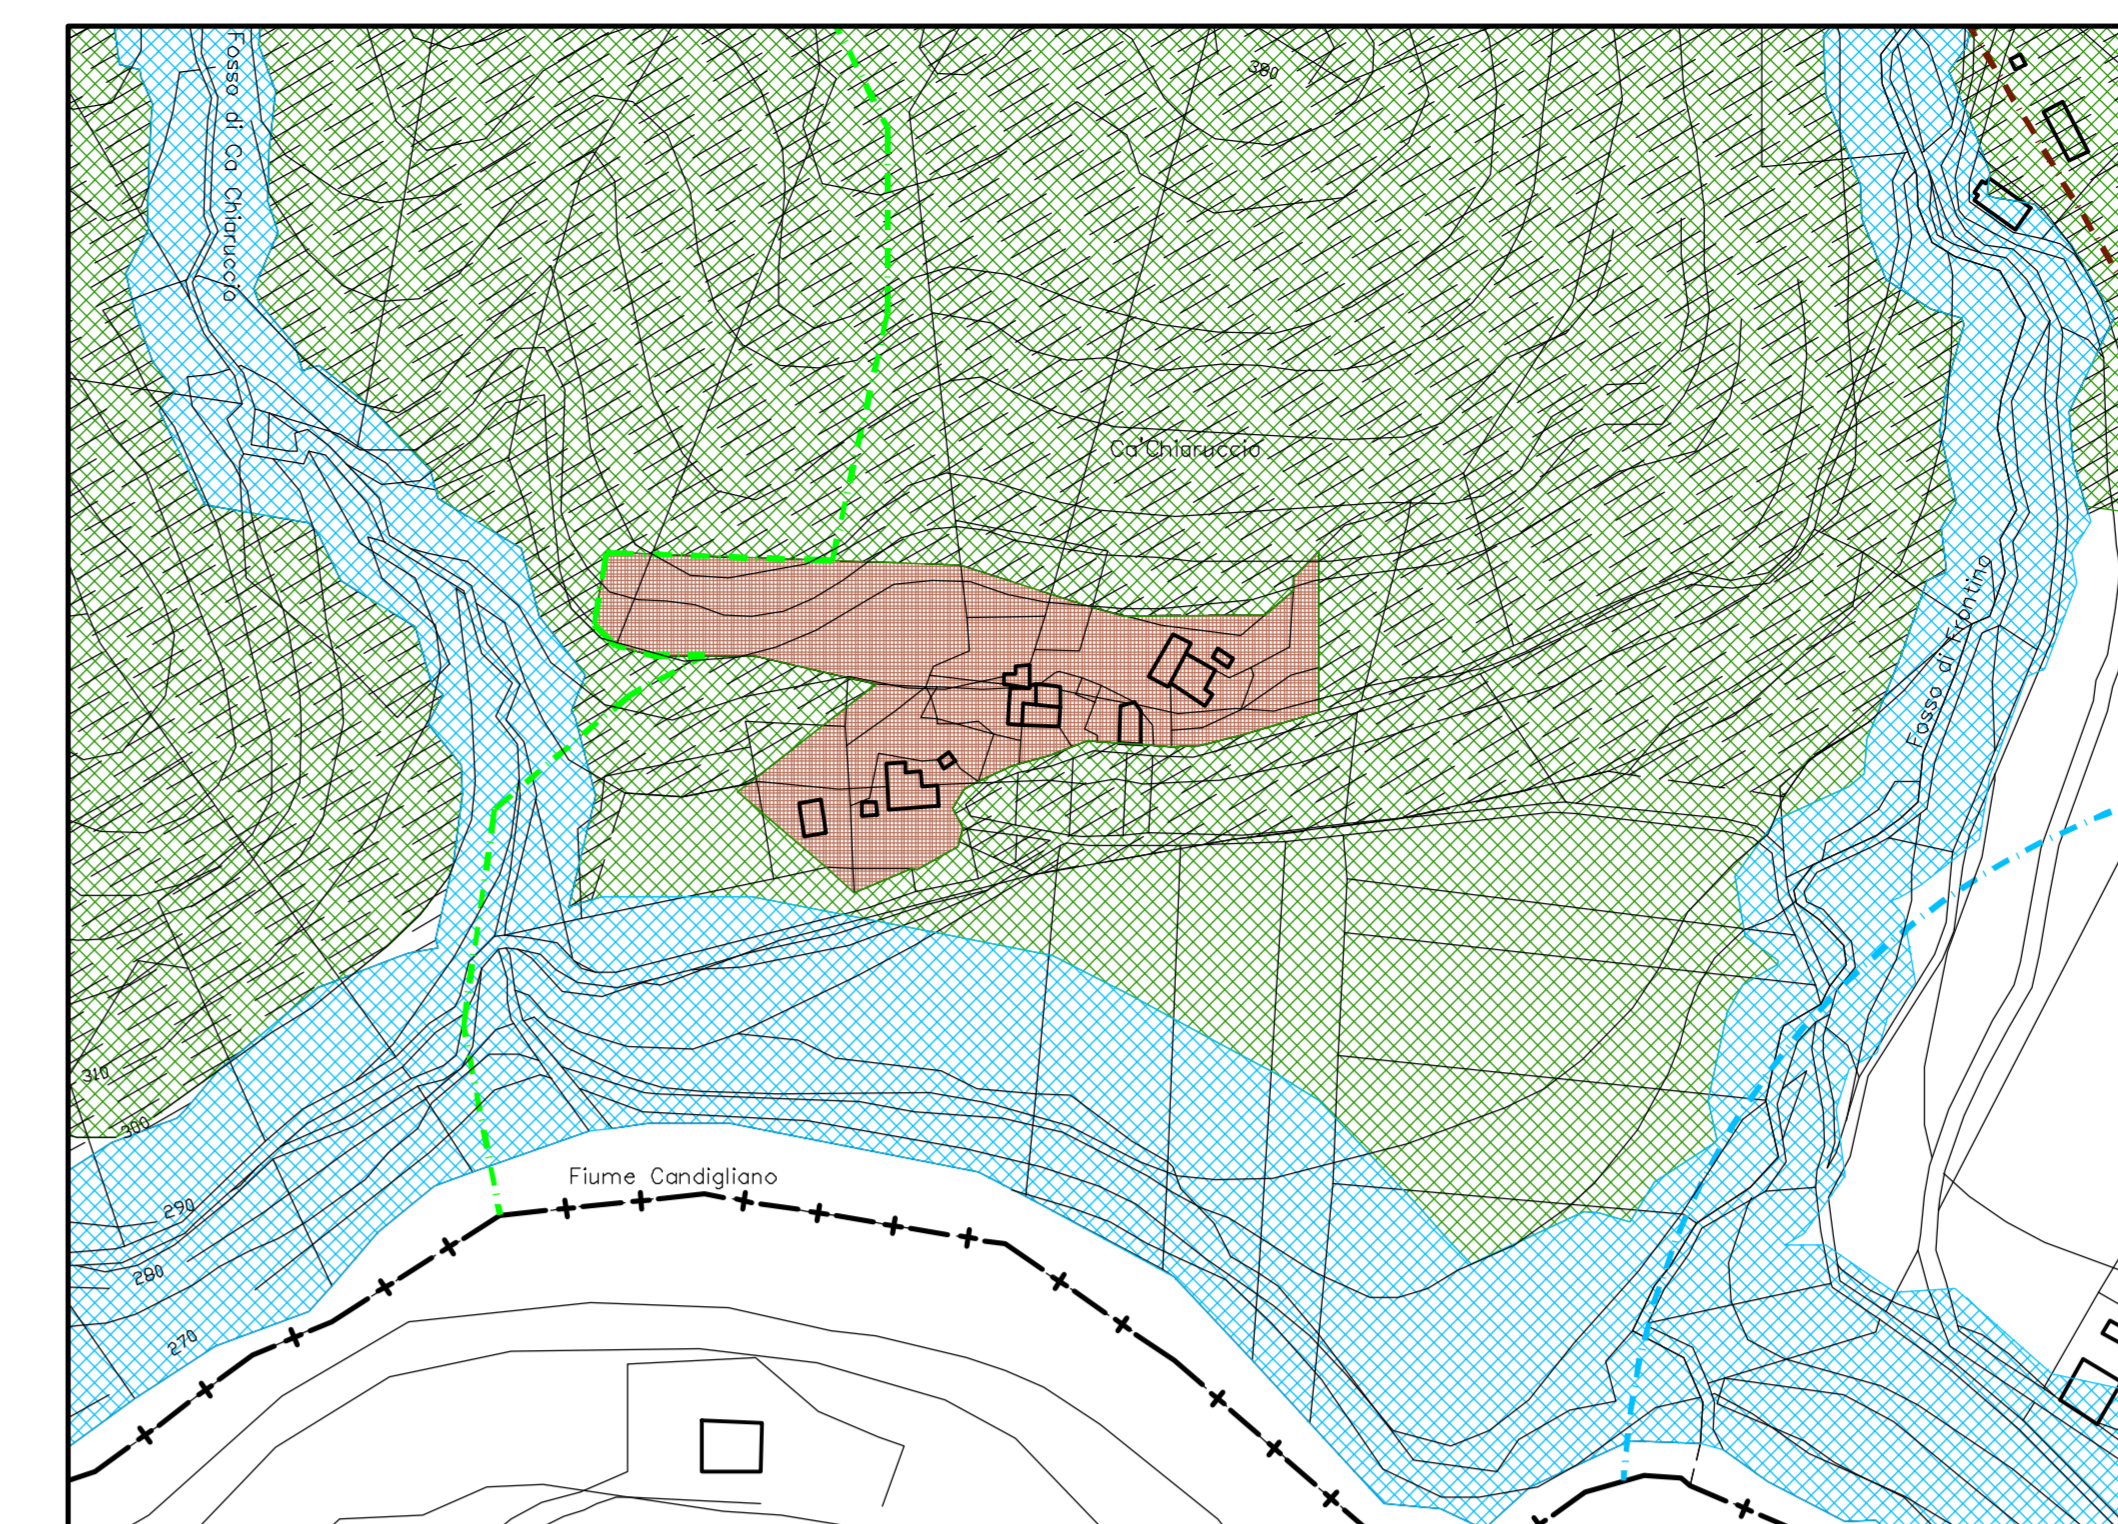 Fosso di Ca Chiaruccio
380
Ca'Chiaruccio
Fosso di Frontino
310
300
Fiume Candigliano
290
280
270